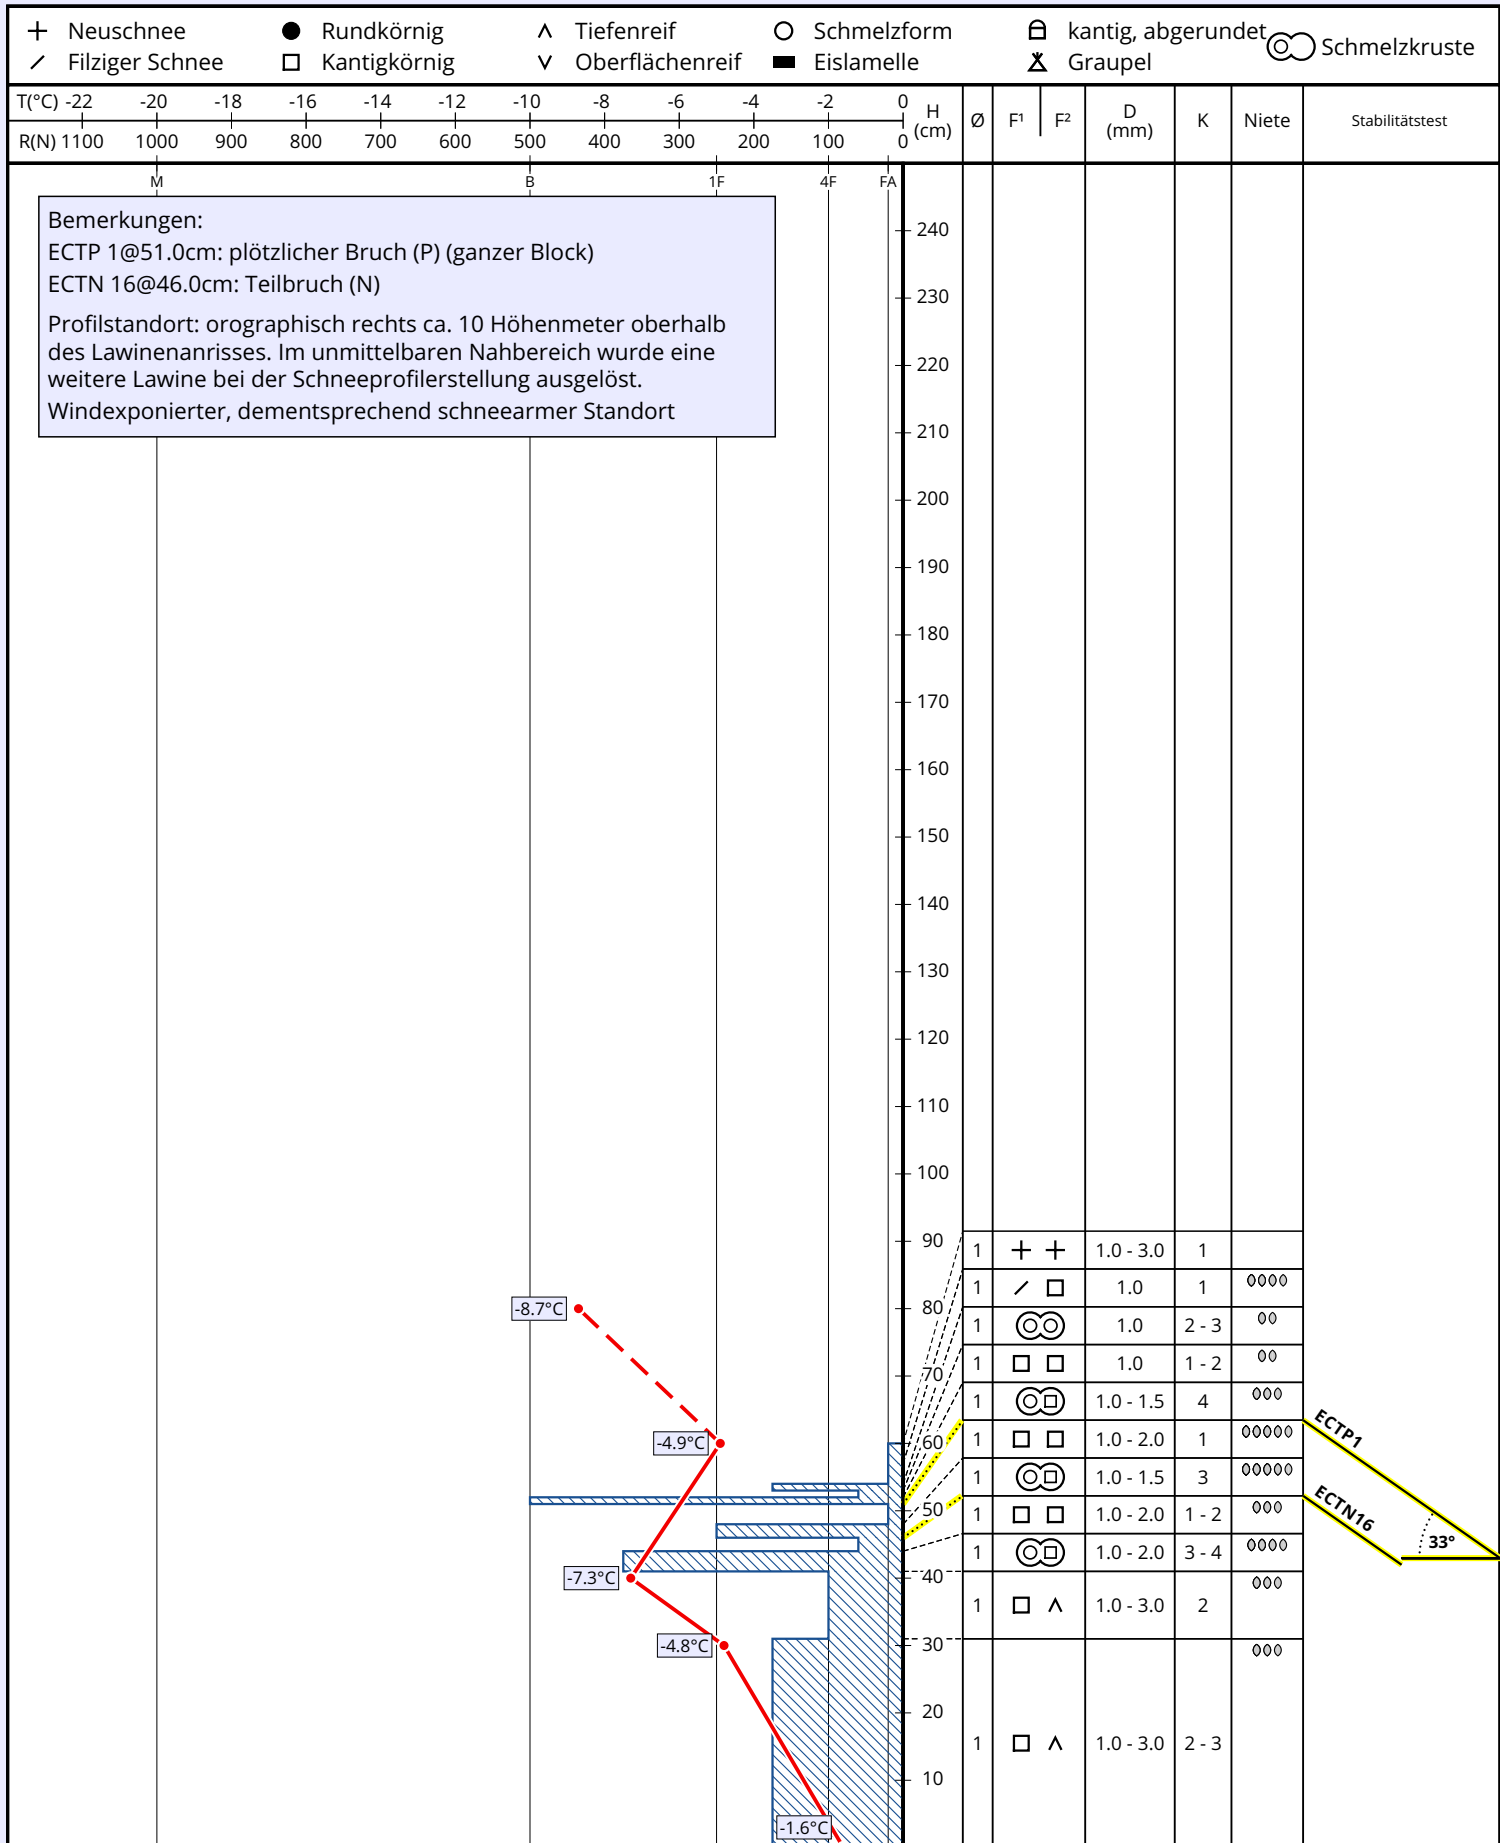 Neuschnee Rundkörnig Tiefenreif Schmelzform kantig, abgerundet Schmelzkruste
Filziger Schnee Kantigkörnig Oberflächenreif Eislamelle Graupel
T(°C) -22 -20 -18 -16 -14 -12 -10 -8 -6 -4 -2 0
R(N) 1100 1000 900 800 700 600 500 400 300 200 100 0
H (cm) Ø F¹ F² D (mm) K Niete Stabilitätstest
M B 1F 4F FA
Bemerkungen:
ECTP 1@51.0cm: plötzlicher Bruch (P) (ganzer Block)
ECTN 16@46.0cm: Teilbruch (N)
Profilstandort: orographisch rechts ca. 10 Höhenmeter oberhalb
des Lawinenanrisses. Im unmittelbaren Nahbereich wurde eine
weitere Lawine bei der Schneeprofilerstellung ausgelöst.
Windexponierter, dementsprechend schneearmer Standort
240
230
220
210
200
190
180
170
160
150
140
130
120
110
100
90
80
70
60
50
40
30
20
10
-8.7°C
-4.9°C
-7.3°C
-4.8°C
-1.6°C
1 1.0 - 3.0 1
1 1.0 1
1 1.0 2 - 3
1 1.0 1 - 2
1 1.0 - 1.5 4
1 1.0 - 2.0 1
1 1.0 - 1.5 3
1 1.0 - 2.0 1 - 2
1 1.0 - 2.0 3 - 4
1 1.0 - 3.0 2
1 1.0 - 3.0 2 - 3
ECTP1
ECTN16
33°